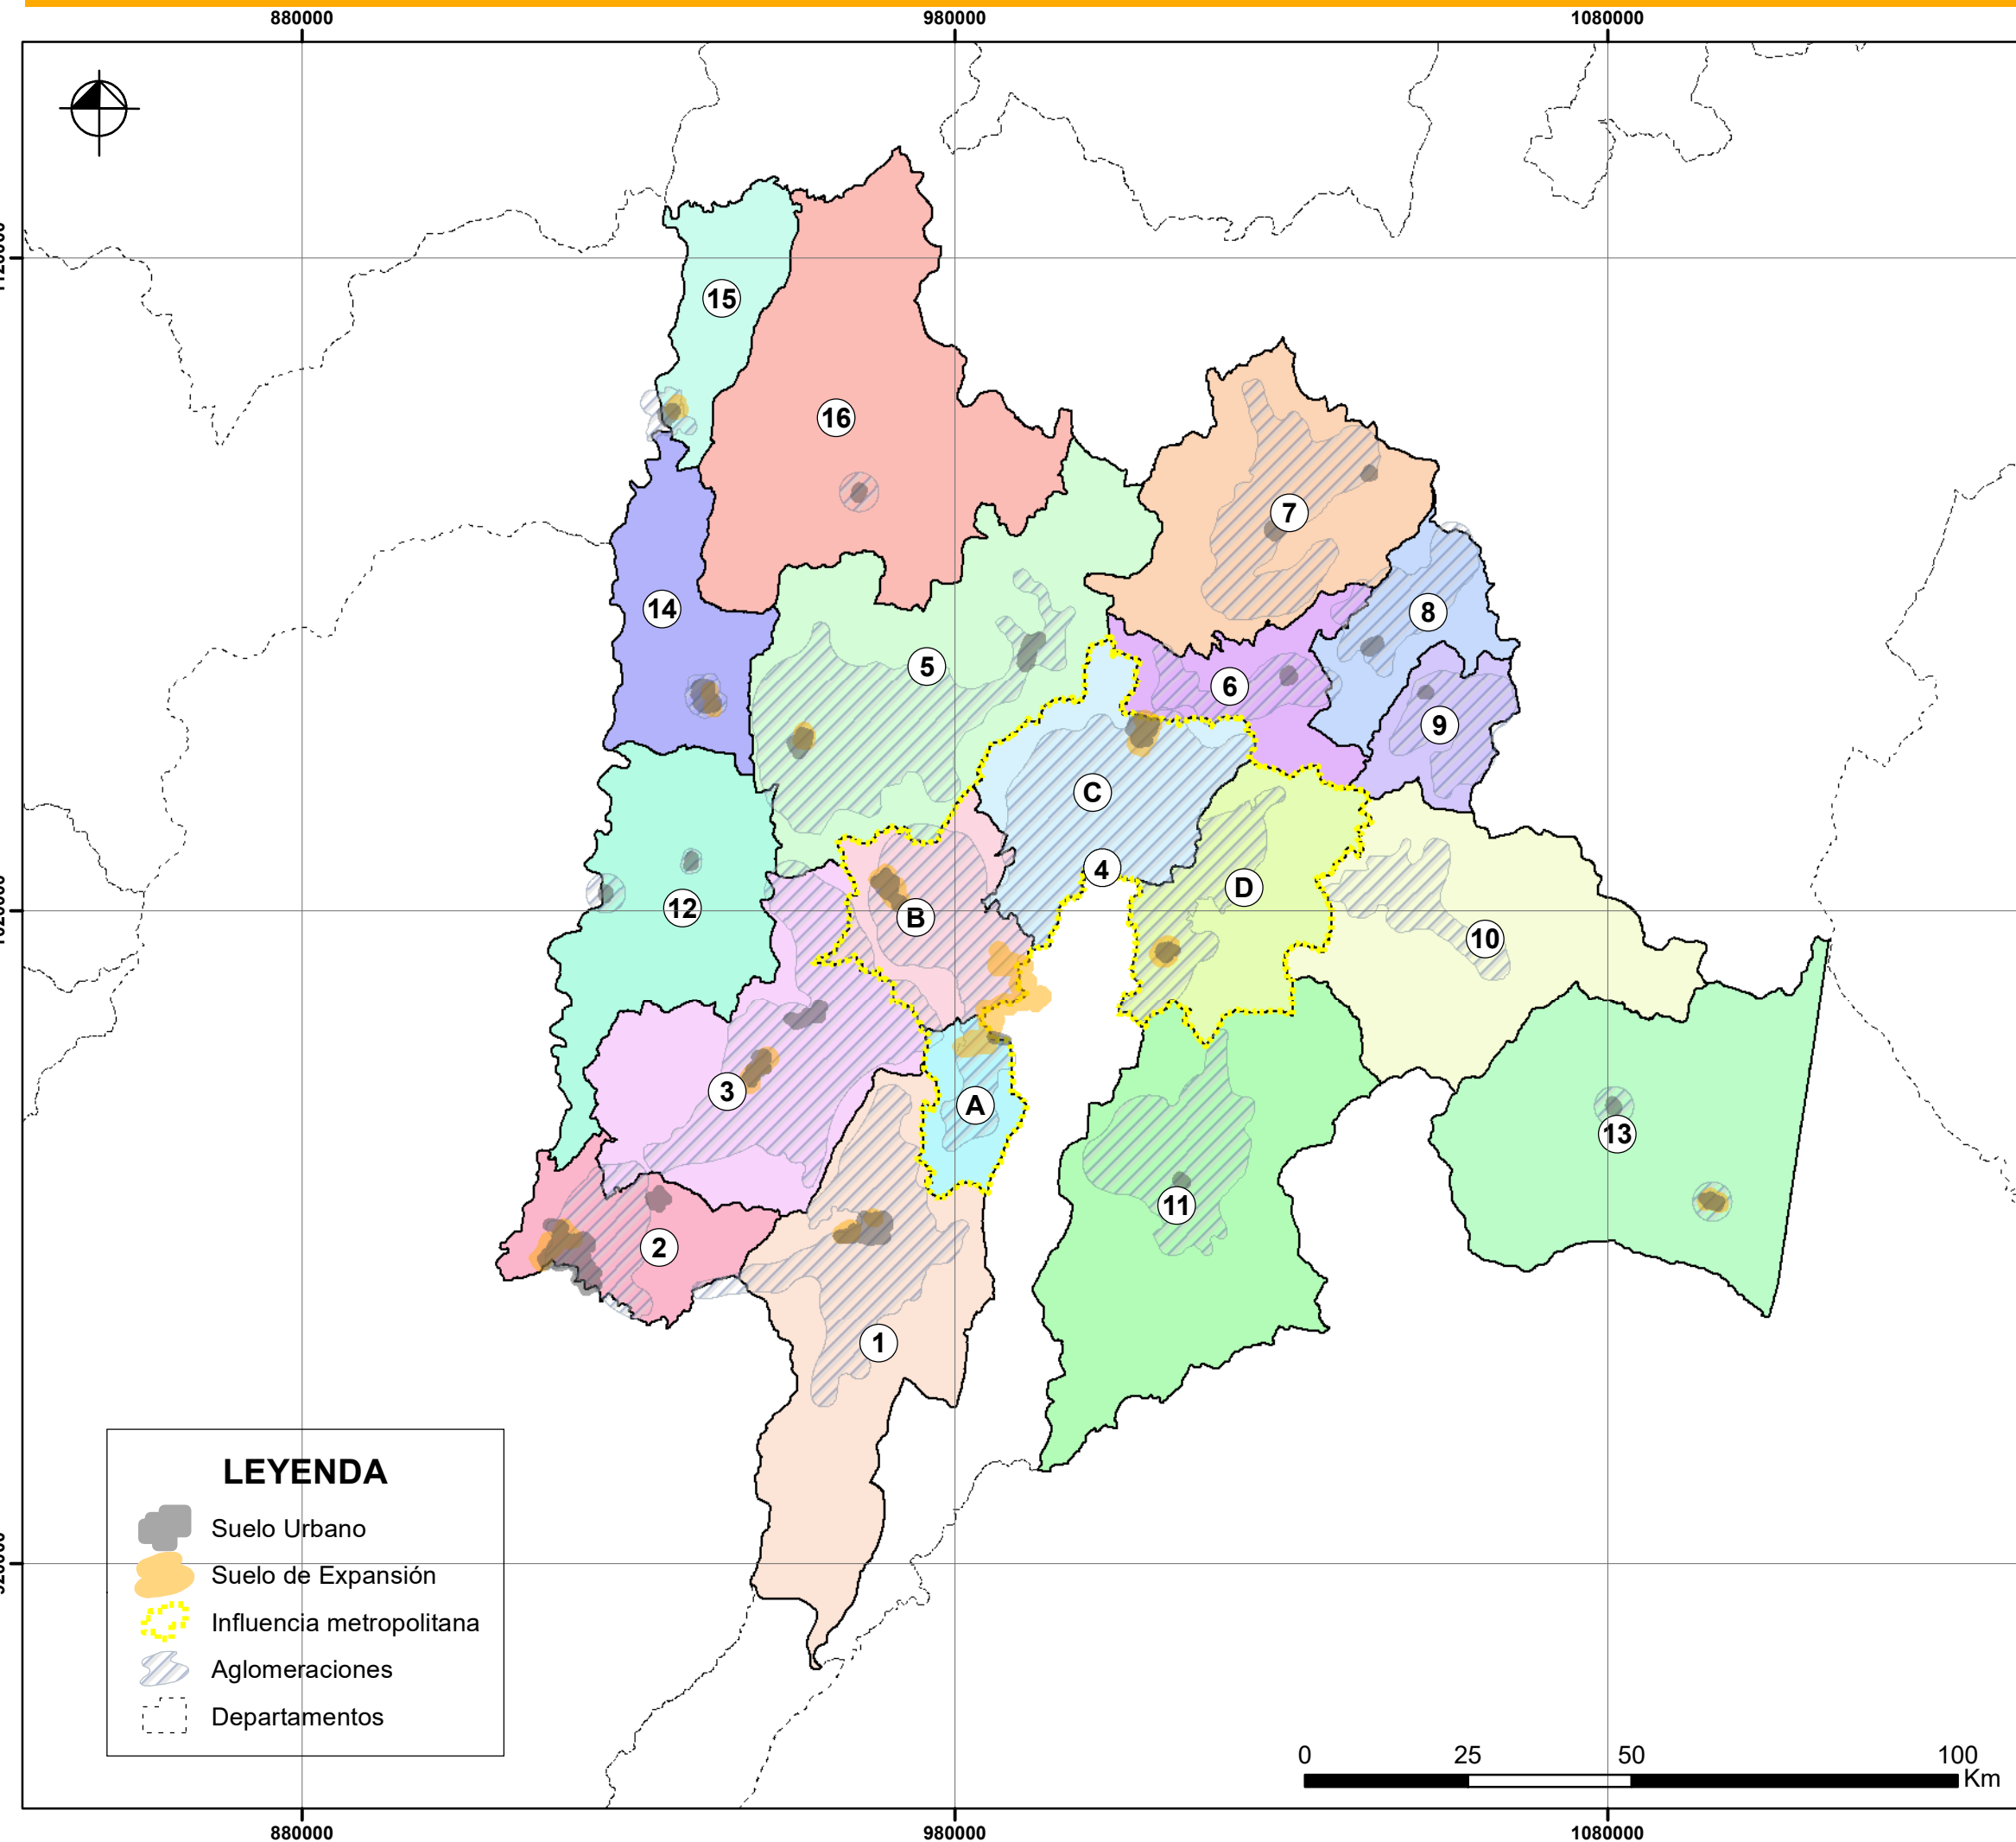 880000
980000
1080000
15
16
7
14
8
5
6
9
C
4
D
12
B
10
3
A
13
11
2
1
LEYENDA
Suelo Urbano
Suelo de Expansión
Influencia metropolitana
Aglomeraciones
Departamentos
0
25
50
100
Km
880000
980000
1080000